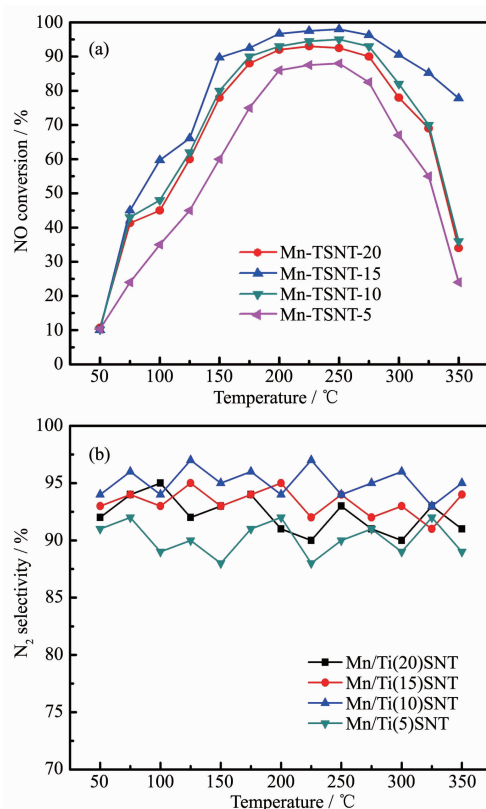 (a)
100
90
80
70
60
50
40
30
20
10
0
NO conversion / %
Mn-TSNT-20
Mn-TSNT-15
Mn-TSNT-10
Mn-TSNT-5
50 100 150 200 250 300 350
Temperature / ℃
(b)
100
95
90
85
80
75
70
N₂ selectivity / %
Mn/Ti(20)SNT
Mn/Ti(15)SNT
Mn/Ti(10)SNT
Mn/Ti(5)SNT
50 100 150 200 250 300 350
Temperature / ℃